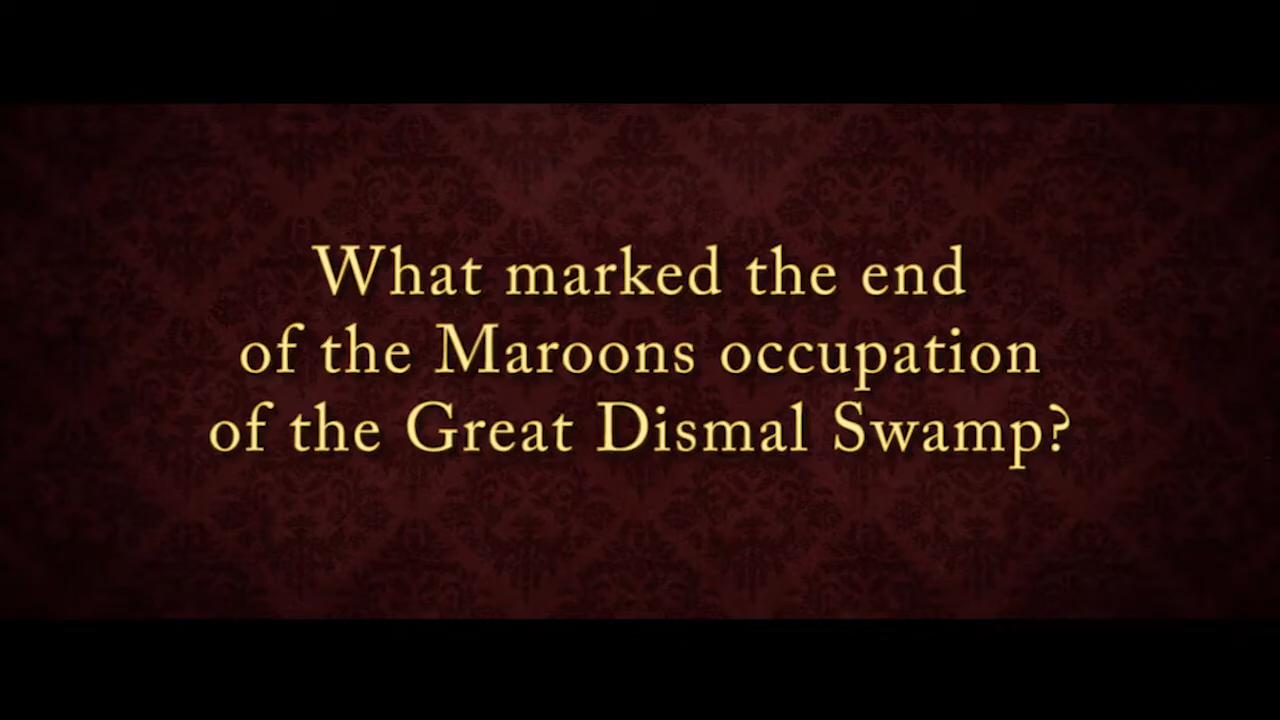 What marked the end
of the Maroons occupation
of the Great Dismal Swamp?